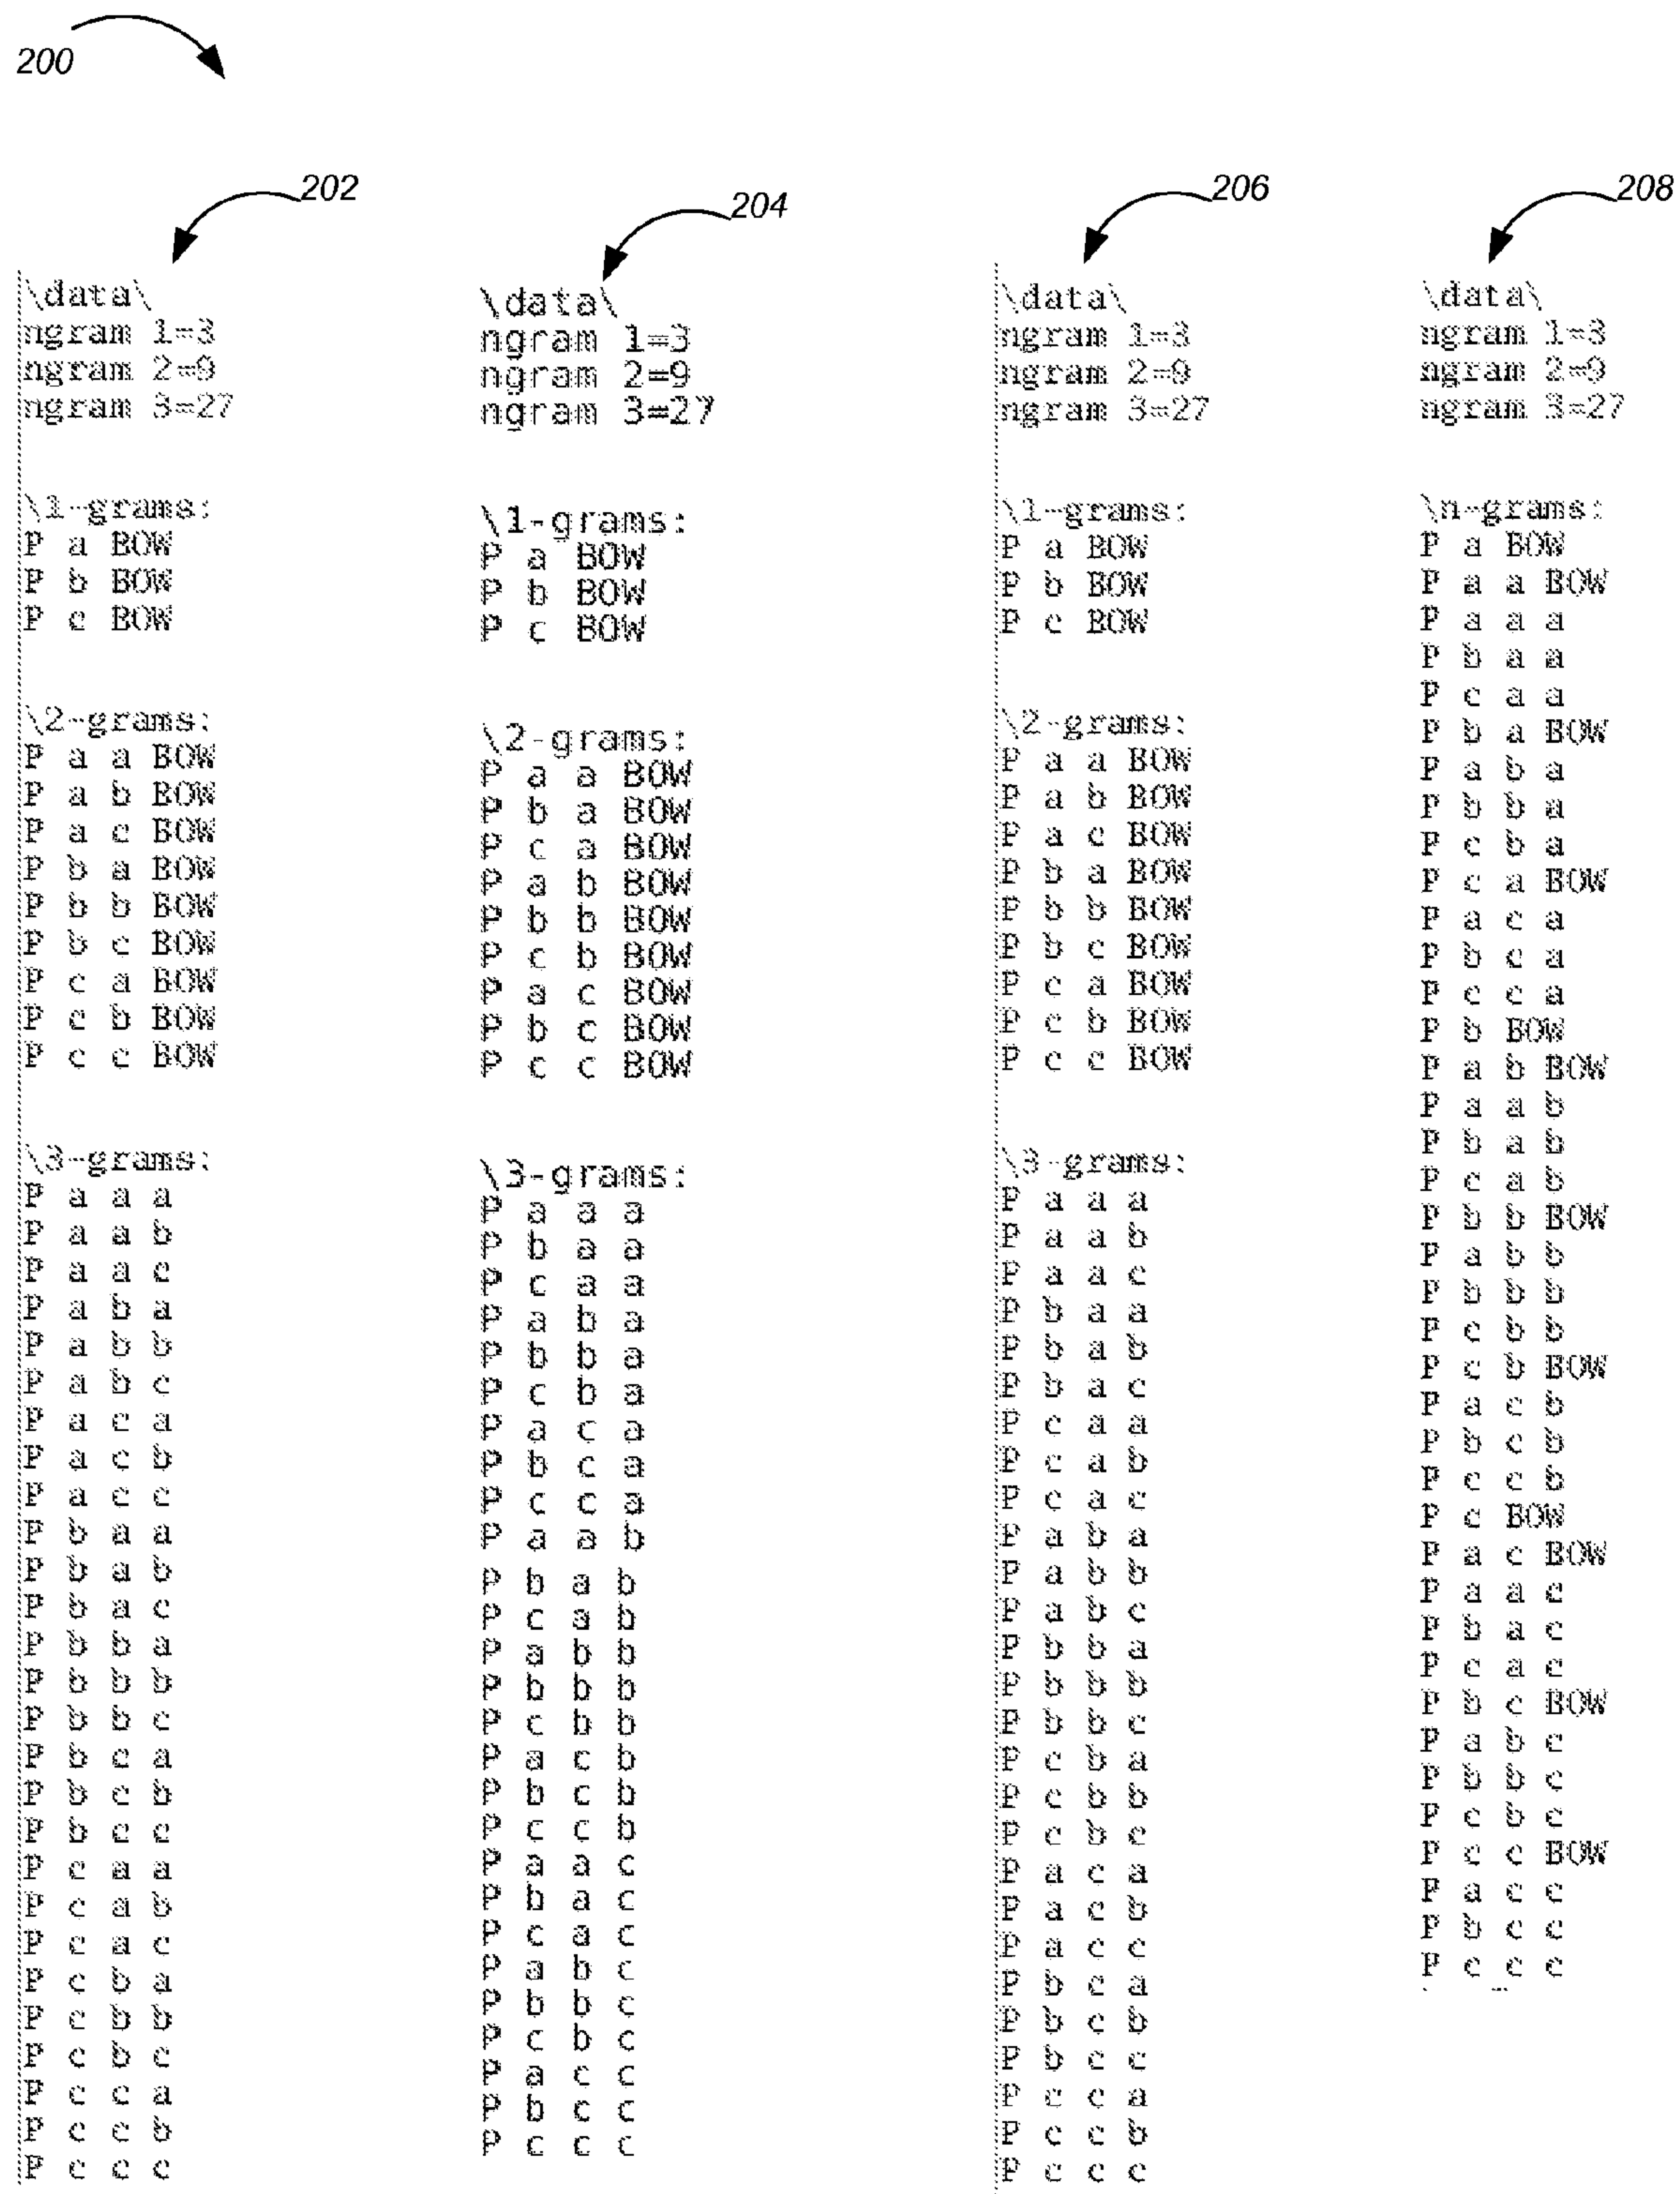 200
202
\data\
ngram 1=3
ngram 2=9
ngram 3=27
\1-grams:
P a BOW
P b BOW
P c BOW
\2-grams:
P a a BOW
P a b BOW
P a c BOW
P b a BOW
P b b BOW
P b c BOW
P c a BOW
P c b BOW
P c c BOW
\3-grams:
P a a a
P a a b
P a a c
P a b a
P a b b
P a b c
P a c a
P a c b
P a c c
P b a a
P b a b
P b a c
P b b a
P b b b
P b b c
P b c a
P b c b
P b c c
P c a a
P c a b
P c a c
P c b a
P c b b
P c b c
P c c a
P c c b
P c c c
204
\data\
ngram 1=3
ngram 2=9
ngram 3=27
\1-grams:
P a BOW
P b BOW
P c BOW
\2-grams:
P a a BOW
P b a BOW
P c a BOW
P a b BOW
P b b BOW
P c b BOW
P a c BOW
P b c BOW
P c c BOW
\3-grams:
P a a a
P b a a
P c a a
P a b a
P b b a
P c b a
P a c a
P b c a
P c c a
P a a b
P b a b
P c a b
P a b b
P b b b
P c b b
P a c b
P b c b
P c c b
P a a c
P b a c
P c a c
P a b c
P b b c
P c b c
P a c c
P b c c
P c c c
206
\data\
ngram 1=3
ngram 2=9
ngram 3=27
\1-grams:
P a BOW
P b BOW
P c BOW
\2-grams:
P a a BOW
P a b BOW
P a c BOW
P b a BOW
P b b BOW
P b c BOW
P c a BOW
P c b BOW
P c c BOW
\3-grams:
P a a a
P a a b
P a a c
P b a a
P b a b
P b a c
P c a a
P c a b
P c a c
P a b a
P a b b
P a b c
P b b a
P b b b
P b b c
P c b a
P c b b
P c b c
P a c a
P a c b
P a c c
P b c a
P b c b
P b c c
P c c a
P c c b
P c c c
208
\data\
ngram 1=3
ngram 2=9
ngram 3=27
\n-grams:
P a BOW
P a a BOW
P a a a
P b a a
P c a a
P b a BOW
P a b a
P b b a
P c b a
P c a BOW
P a c a
P b c a
P c c a
P b BOW
P a b BOW
P a a b
P b a b
P c a b
P b b BOW
P a b b
P b b b
P c b b
P c b BOW
P a c b
P b c b
P c c b
P c BOW
P a c BOW
P a a c
P b a c
P c a c
P b c BOW
P a b c
P b b c
P c b c
P c c BOW
P a c c
P b c c
P c c c